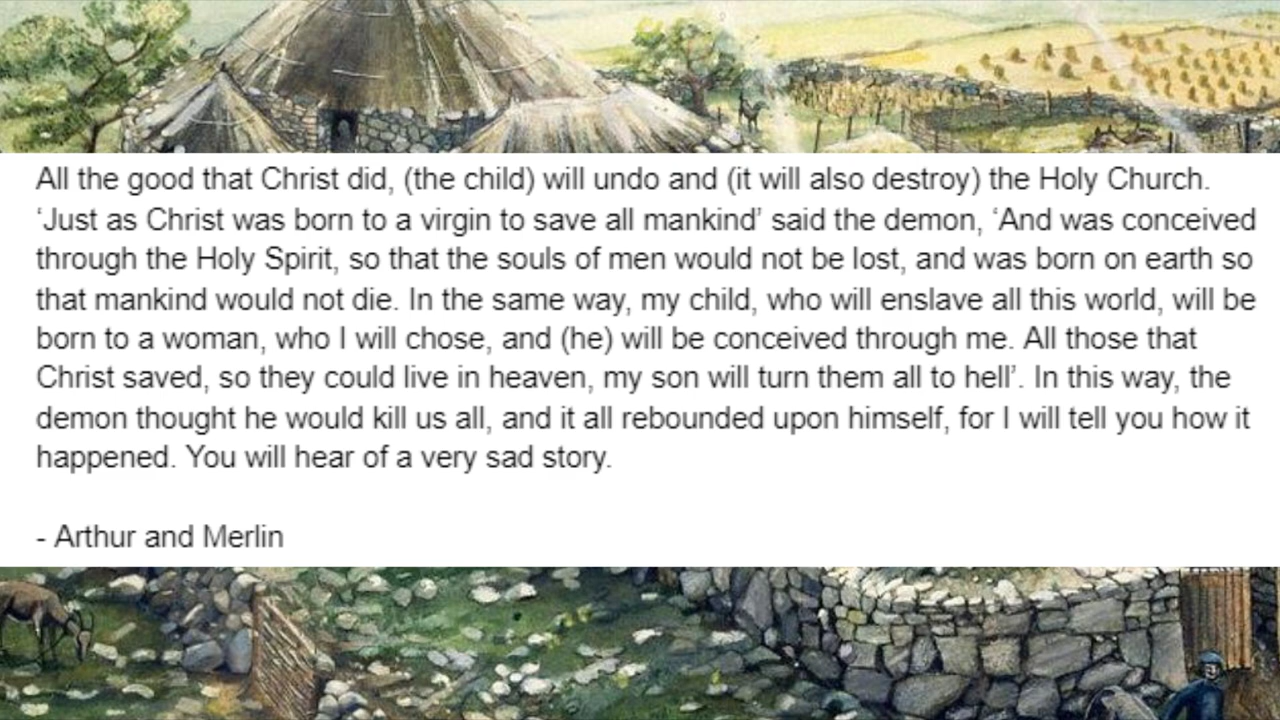 All the good that Christ did, (the child) will undo and (it will also destroy) the Holy Church.
‘Just as Christ was born to a virgin to save all mankind’ said the demon, ‘And was conceived
through the Holy Spirit, so that the souls of men would not be lost, and was born on earth so
that mankind would not die. In the same way, my child, who will enslave all this world, will be
born to a woman, who I will chose, and (he) will be conceived through me. All those that
Christ saved, so they could live in heaven, my son will turn them all to hell’. In this way, the
demon thought he would kill us all, and it all rebounded upon himself, for I will tell you how it
happened. You will hear of a very sad story.
- Arthur and Merlin